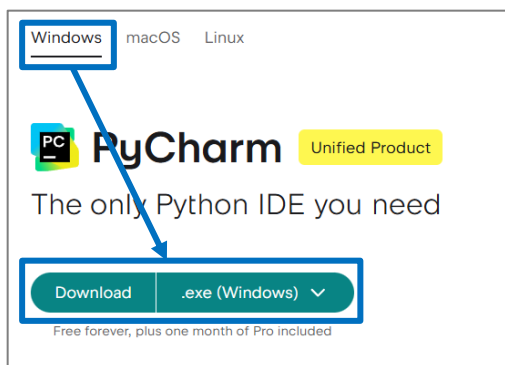 Windows macOS Linux
PC PyCharm Unified Product
The only Python IDE you need
Download .exe (Windows)
Free forever, plus one month of Pro included